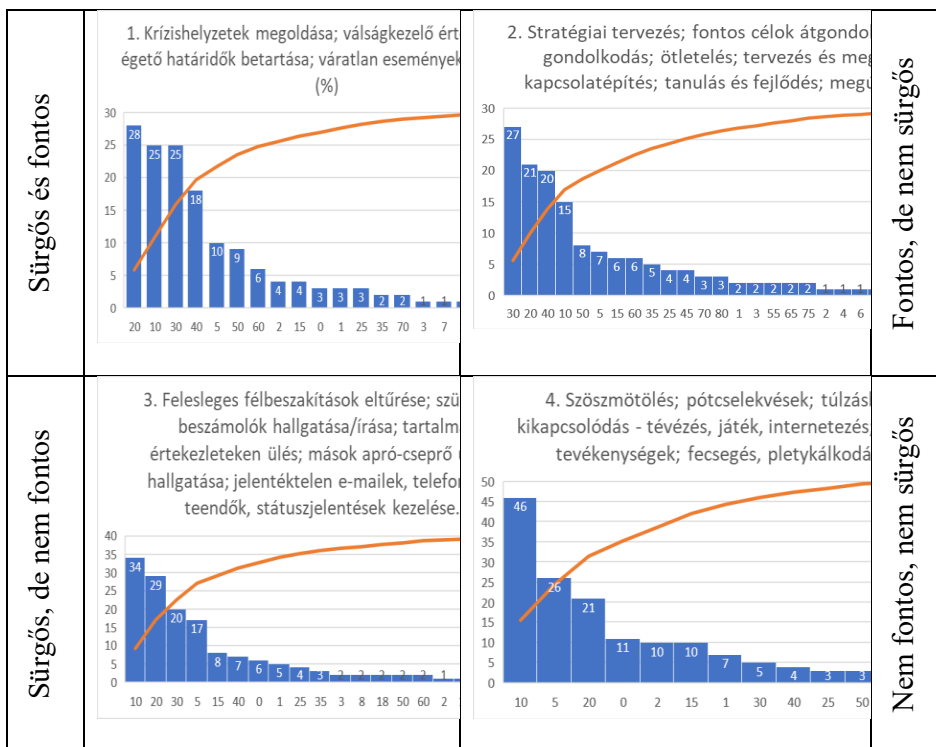 Sürgős és fontos
1. Krízishelyzetek megoldása; válságkezelő ért
égető határidők betartása; váratlan események
(%)
30
25
20
15
10
5
0
28 25 25 18 10 9 6 4 4 3 3 3 2 2 1 1
20 10 30 40 5 50 60 2 15 0 1 25 35 70 3 7
2. Stratégiai tervezés; fontos célok átgondol
gondolkodás; ötletelés; tervezés és meg
kapcsolatépítés; tanulás és fejlődés; megú
30
25
20
15
10
5
0
27 21 20 15 8 7 6 6 5 4 4 3 3 2 2 2 2 2 1 1 1
30 20 40 10 50 5 15 60 35 25 45 70 80 1 3 55 65 75 2 4 6
Fontos, de nem sürgős
Sürgős, de nem fontos
3. Felesleges félbeszakítások eltűrése; szü
beszámolók hallgatása/írása; tartalm
értekezleteken ülés; mások apró-cseprő
hallgatása; jelentéktelen e-mailek, telefo
teendők, státuszjelentések kezelése.
40
35
30
25
20
15
10
5
0
34 29 20 17 8 7 6 5 4 3 2 2 2 2 2 1
10 20 30 5 15 40 0 1 25 35 3 8 18 50 60 2
4. Szöszmötölés; pótcselekvések; túlzásl
kikapcsolódás - tévézés, játék, internetezés,
tevékenységek; fecsegés, pletykálkodá
50
45
40
35
30
25
20
15
10
5
0
46 26 21 11 10 10 7 5 4 3 3
10 5 20 0 2 15 1 30 40 25 50
Nem fontos, nem sürgős